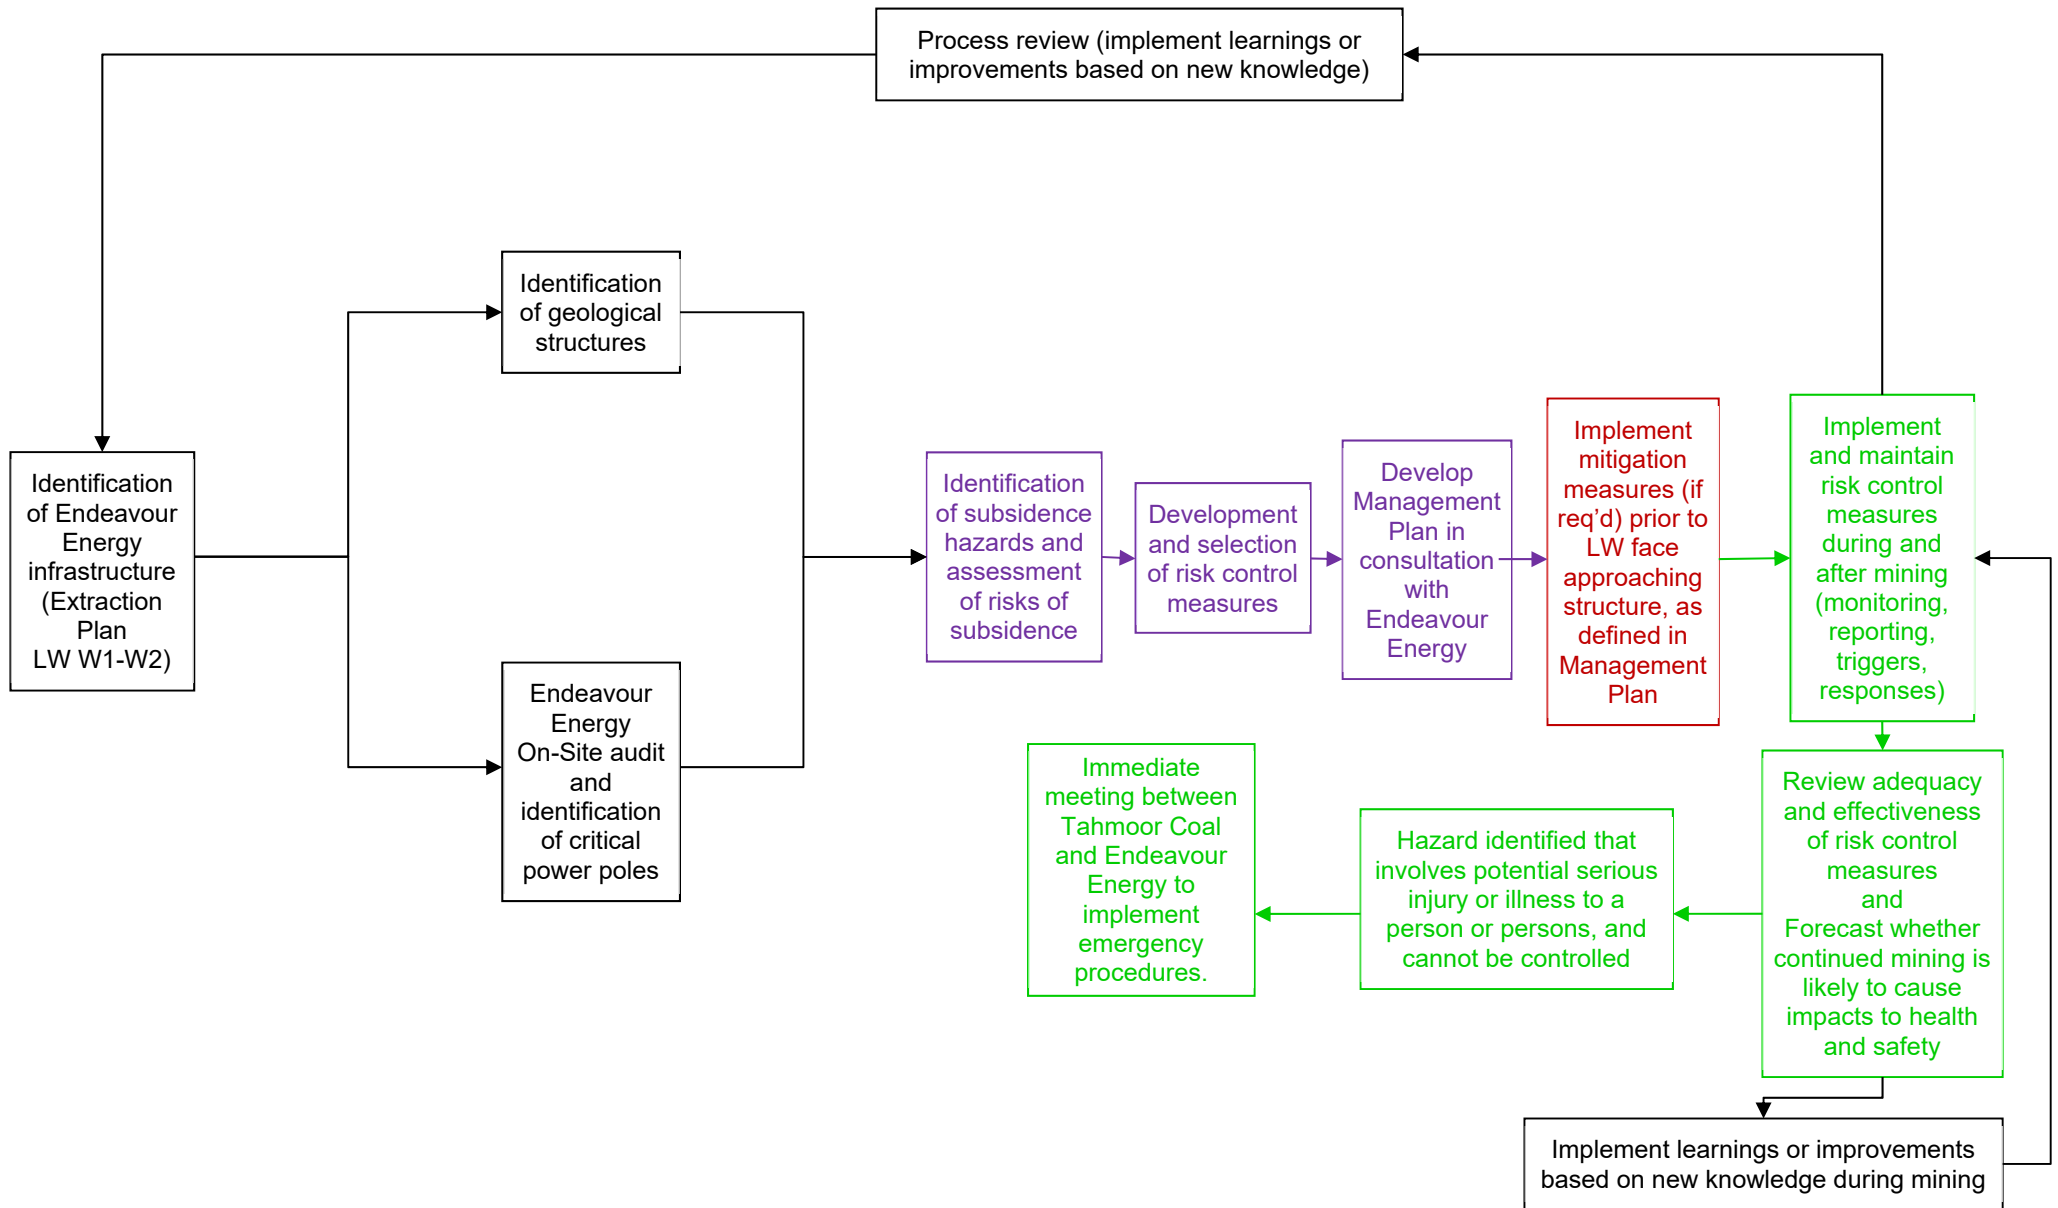 Process review (implement learnings or
improvements based on new knowledge)
Identification
of geological
structures
Identification
of Endeavour
Energy
infrastructure
(Extraction
Plan
LW W1-W2)
Endeavour
Energy
On-Site audit
and
identification
of critical
power poles
Identification
of subsidence
hazards and
assessment
of risks of
subsidence
Development
and selection
of risk control
measures
Develop
Management
Plan in
consultation
with
Endeavour
Energy
Implement
mitigation
measures (if
req’d) prior to
LW face
approaching
structure, as
defined in
Management
Plan
Implement
and maintain
risk control
measures
during and
after mining
(monitoring,
reporting,
triggers,
responses)
Review adequacy
and effectiveness
of risk control
measures
and
Forecast whether
continued mining is
likely to cause
impacts to health
and safety
Hazard identified that
involves potential serious
injury or illness to a
person or persons, and
cannot be controlled
Immediate
meeting between
Tahmoor Coal
and Endeavour
Energy to
implement
emergency
procedures.
Implement learnings or improvements
based on new knowledge during mining